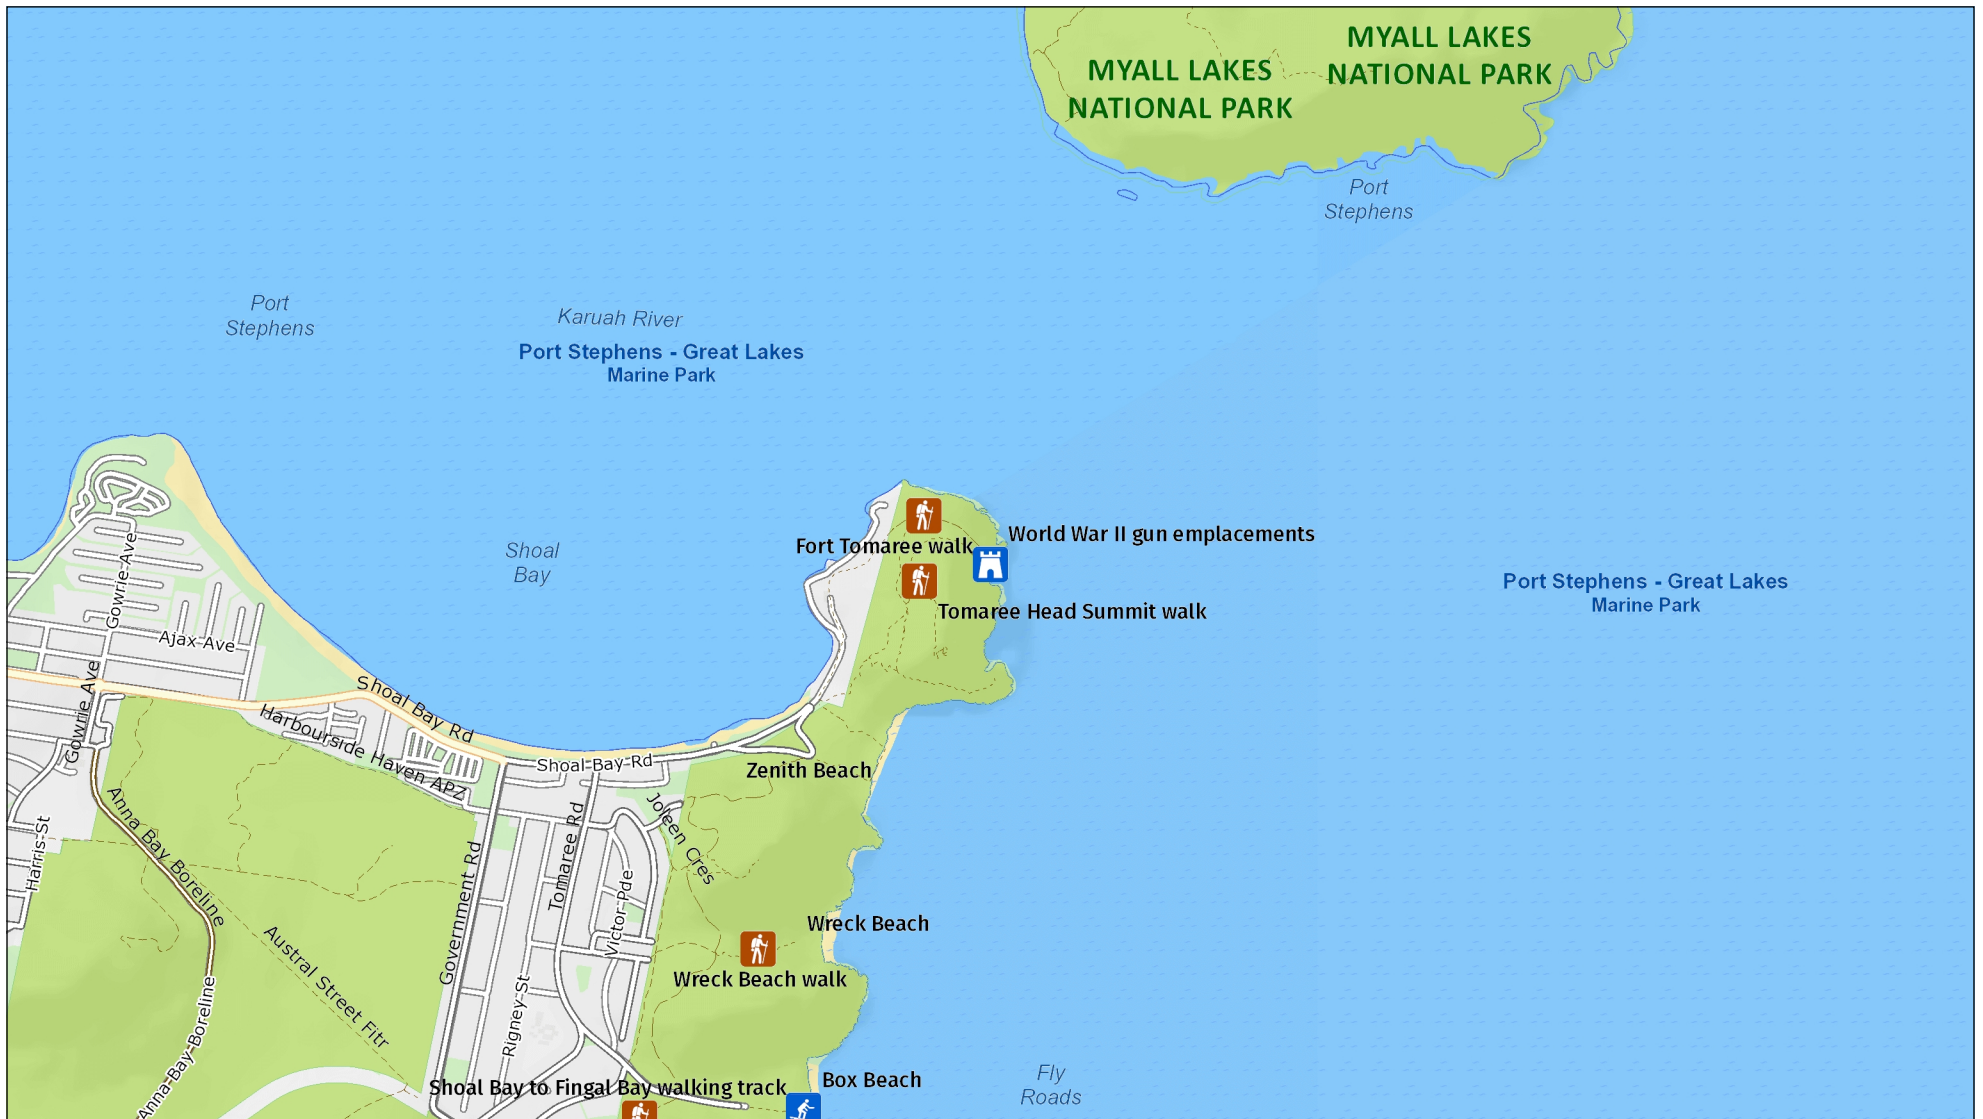 MYALL LAKES
NATIONAL PARK
MYALL LAKES
NATIONAL PARK
Port
Stephens
Port
Stephens
Karuah River
Port Stephens - Great Lakes
Marine Park
World War II gun emplacements
Fort Tomaree walk
Shoal
Bay
Port Stephens - Great Lakes
Marine Park
Tomaree Head Summit walk
Gowrie Ave
Ajax Ave
Gowrie Ave
Shoal Bay Rd
Harbourside Haven APZ
Shoal Bay Rd
Zenith Beach
Anna Bay Boreline
Harris St
Joleen Cres
Tomaree Rd
Government Rd
Victor Pde
Wreck Beach
Wreck Beach walk
Austral Street Fitr
Rigney St
Anna Bay Boreline
Fly
Roads
Box Beach
Shoal Bay to Fingal Bay walking track